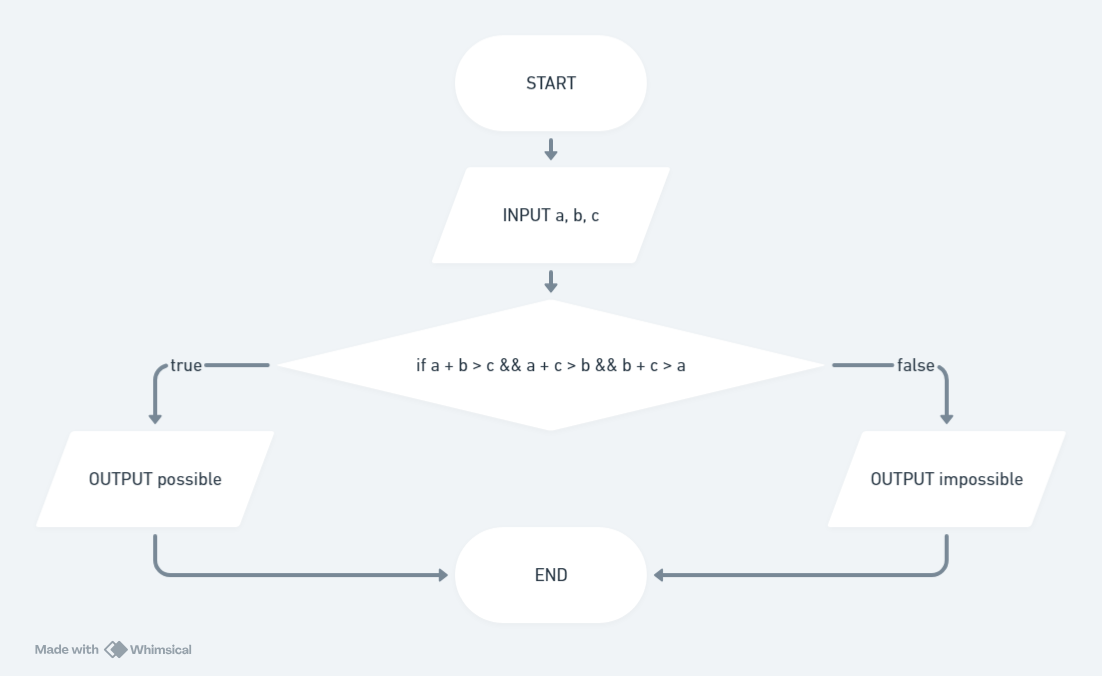 START
INPUT a, b, c
if a + b > c && a + c > b && b + c > a
true
false
OUTPUT possible
OUTPUT impossible
END
Made with Whimsical